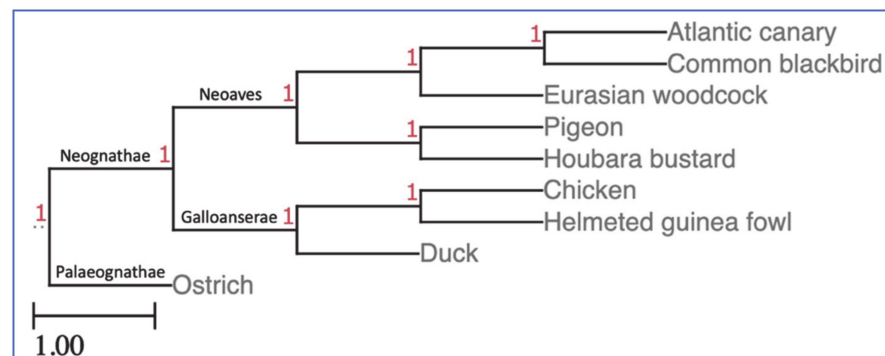 1
Atlantic canary
Common blackbird
1
Neoaves
1
Eurasian woodcock
1
Pigeon
Houbara bustard
Neognathae
1
1
Chicken
Helmeted guinea fowl
Galloanserae
1
Duck
1
Palaeognathae
Ostrich
1.00